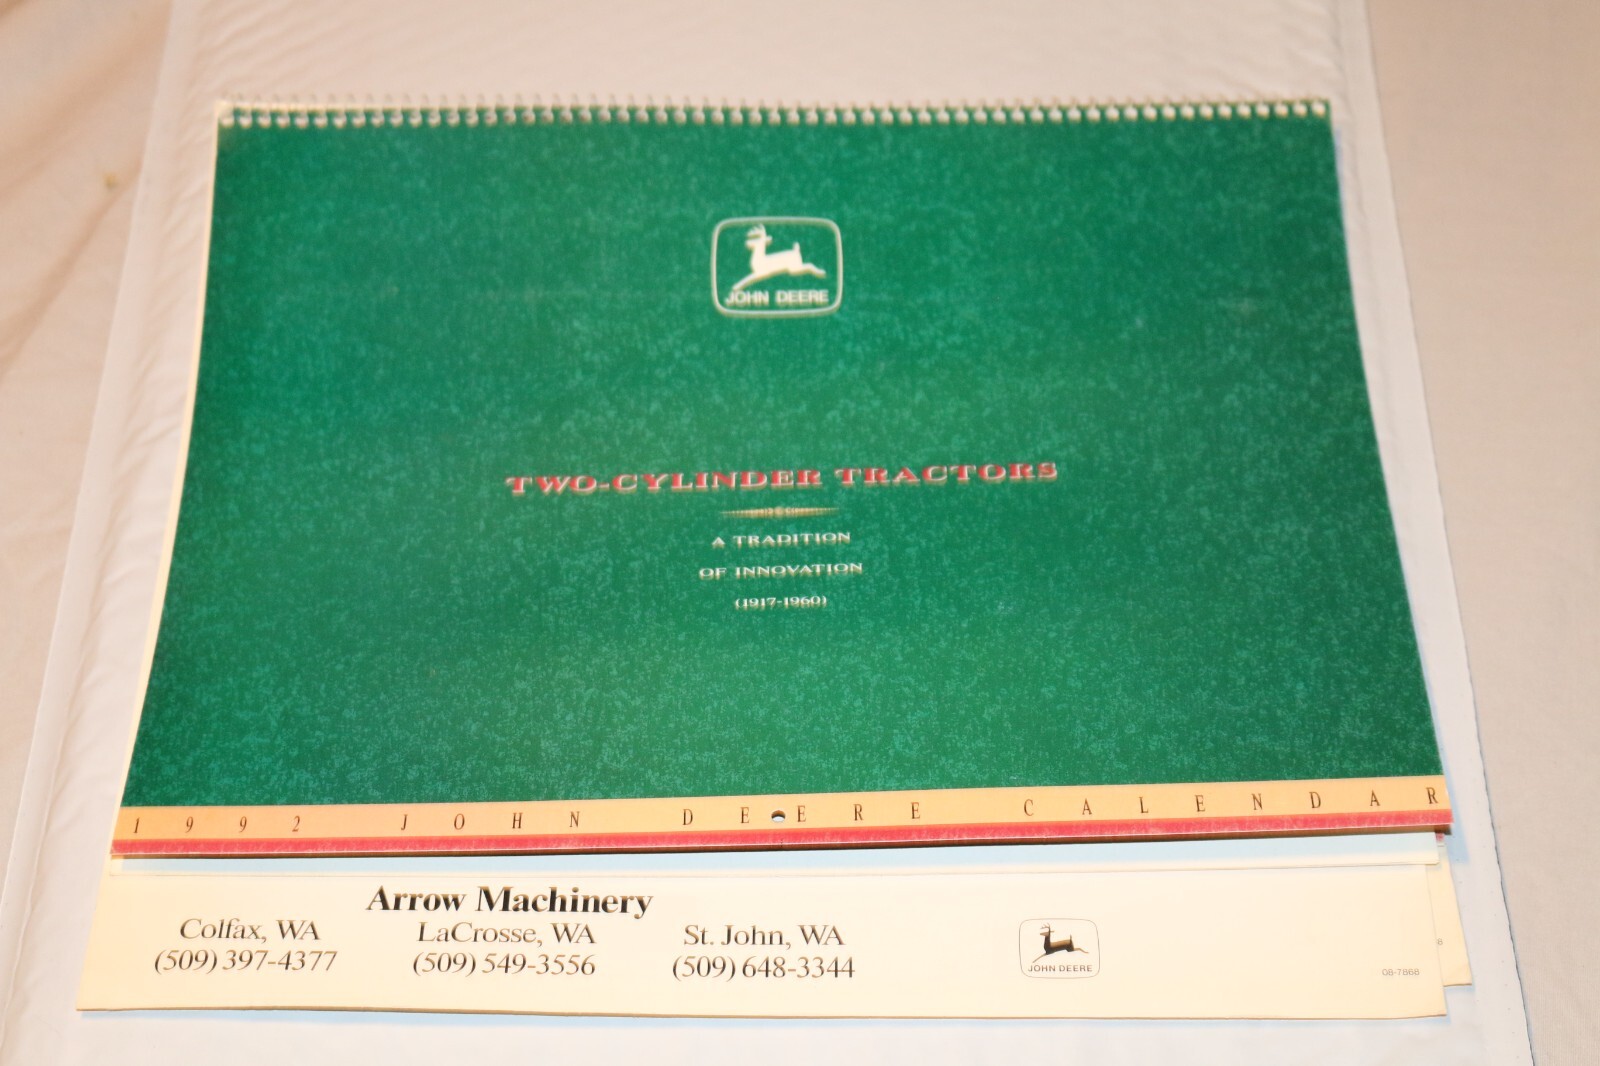 JOHN DEERE
TWO-CYLINDER TRACTORS
A TRADITION
OF INNOVATION
(1917-1960)
1992 JOHN DEERE CALENDAR
Arrow Machinery
Colfax, WA LaCrosse, WA St. John, WA
(509) 397-4377 (509) 549-3556 (509) 648-3344
JOHN DEERE
08-7868
8